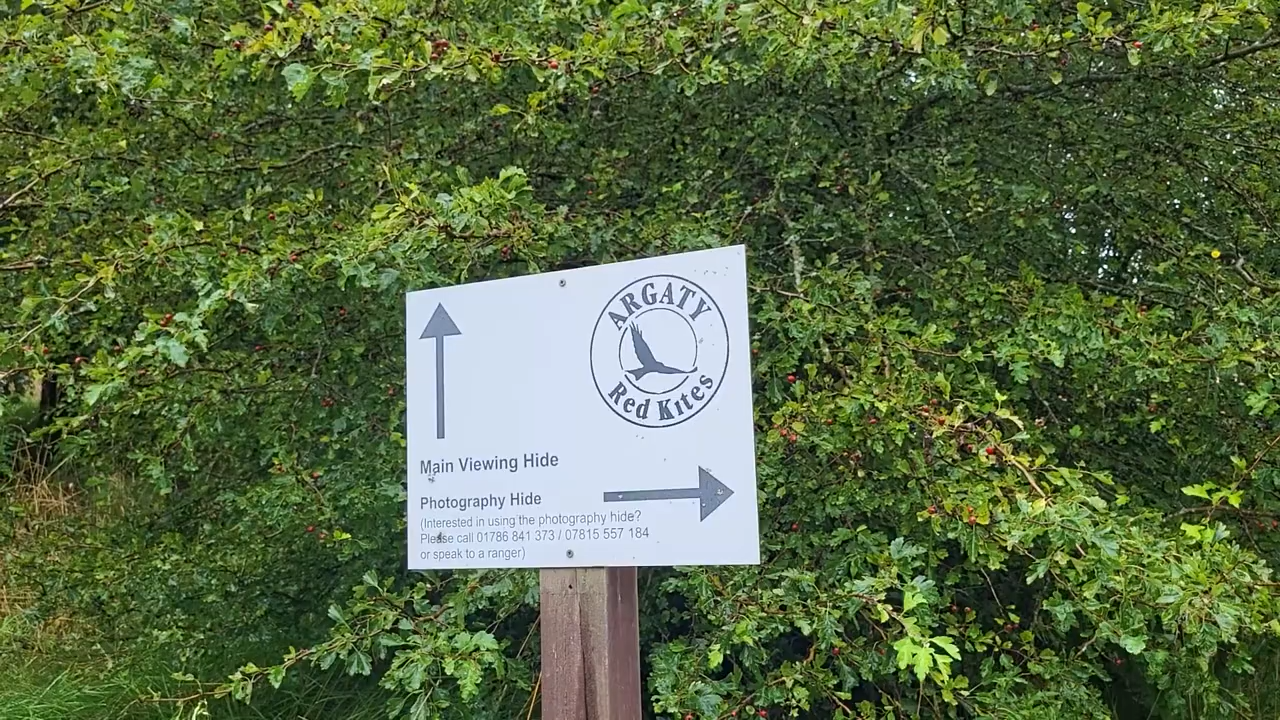 ARGATY
Red Kites
Main Viewing Hide
Photography Hide
(Interested in using the photography hide?
Please call 01786 841 373 / 07815 557 184
or speak to a ranger)